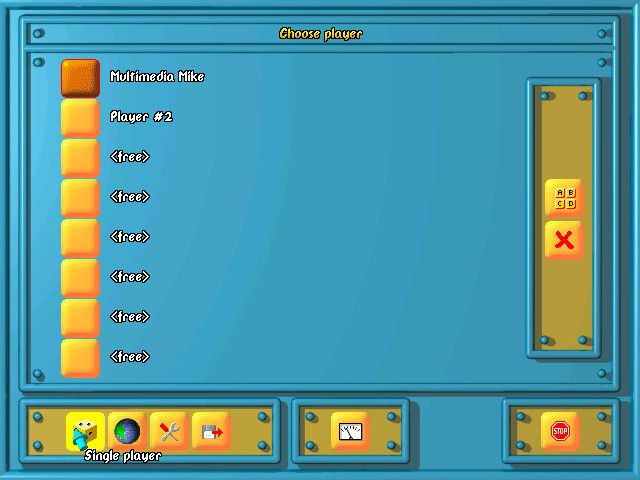 Choose player
Multimedia Mike
Player #2
<free>
<free>
<free>
<free>
<free>
<free>
A B
C D
STOP
Single player